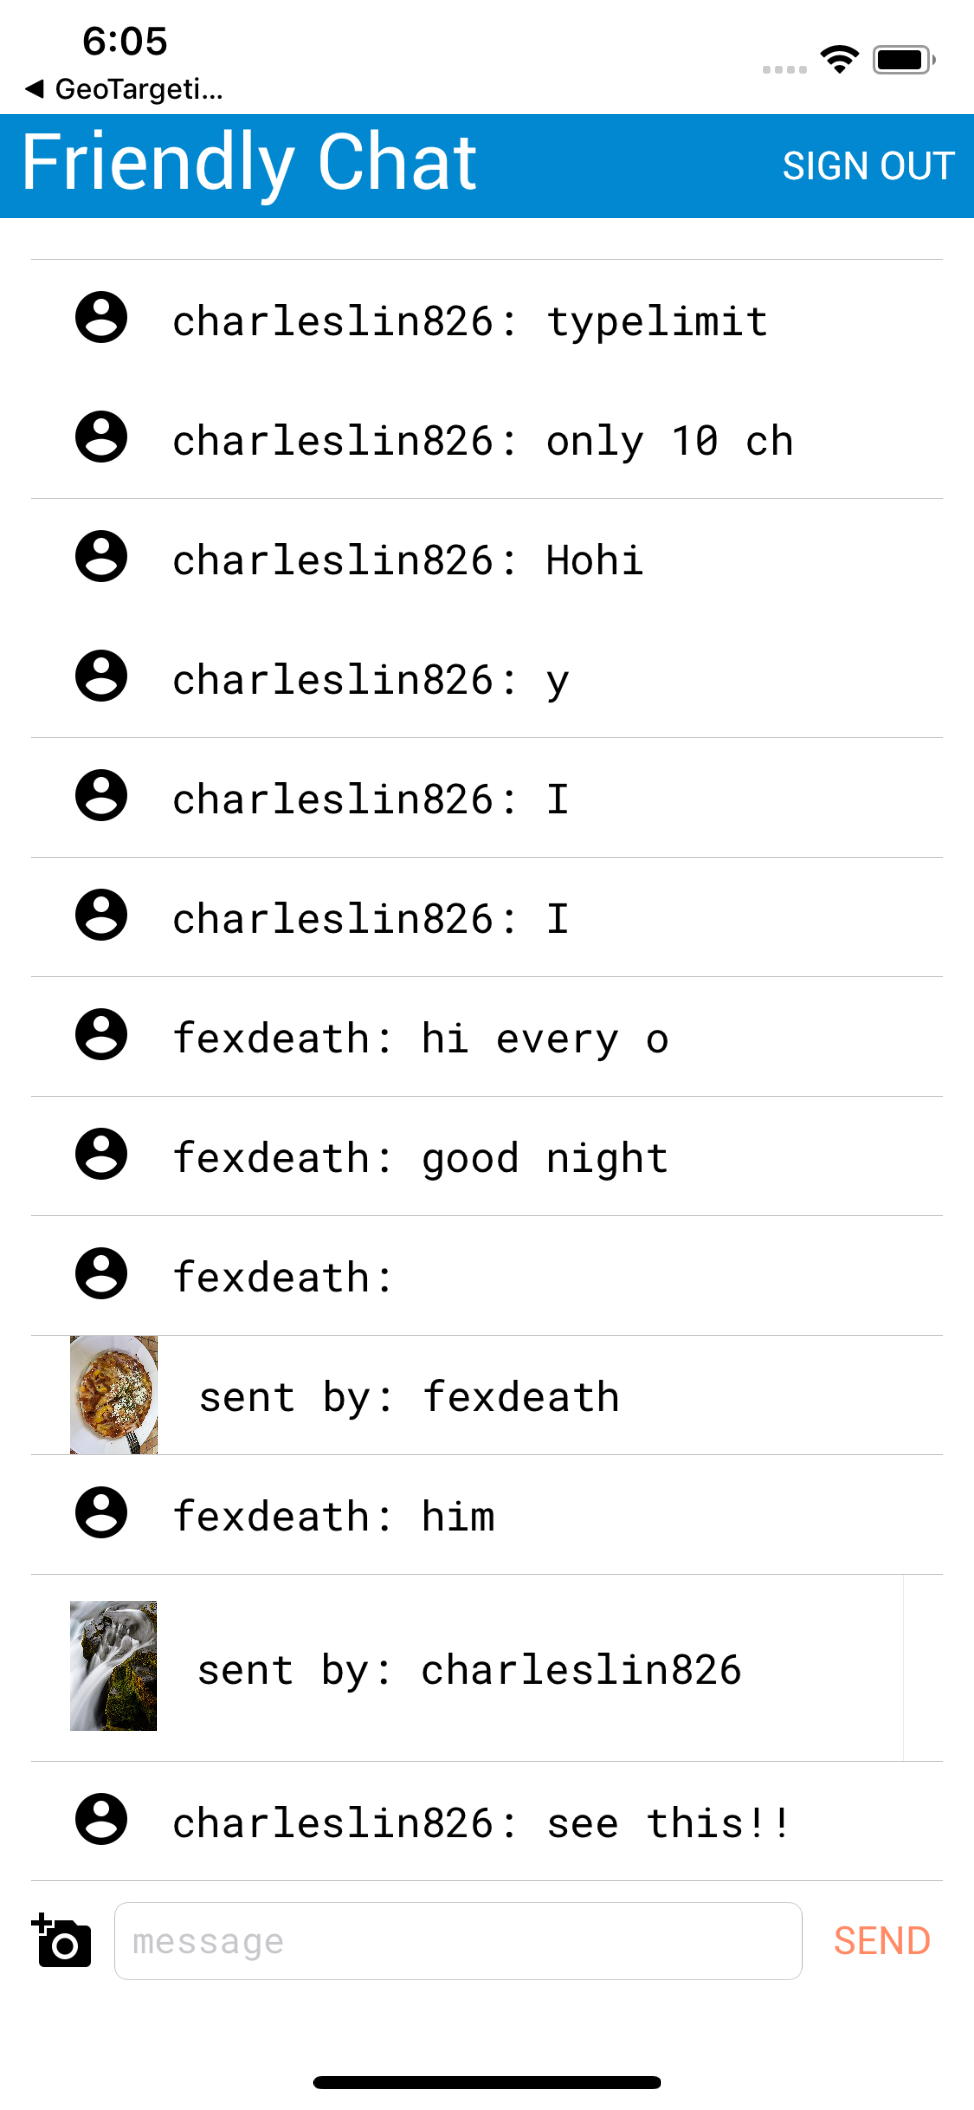 6:05
◀ GeoTargeti...
Friendly Chat
SIGN OUT
charleslin826: typelimit
charleslin826: only 10 ch
charleslin826: Hohi
charleslin826: y
charleslin826: I
charleslin826: I
fexdeath: hi every o
fexdeath: good night
fexdeath:
sent by: fexdeath
fexdeath: him
sent by: charleslin826
charleslin826: see this!!
message
SEND